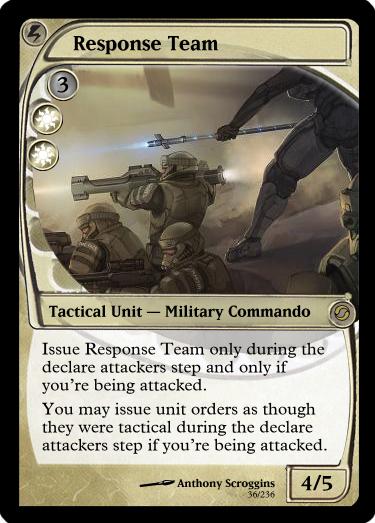 Response Team
3
Tactical Unit — Military Commando
Issue Response Team only during the
declare attackers step and only if
you're being attacked.
You may issue unit orders as though
they were tactical during the declare
attackers step if you're being attacked.
Anthony Scroggins
36/236
4/5